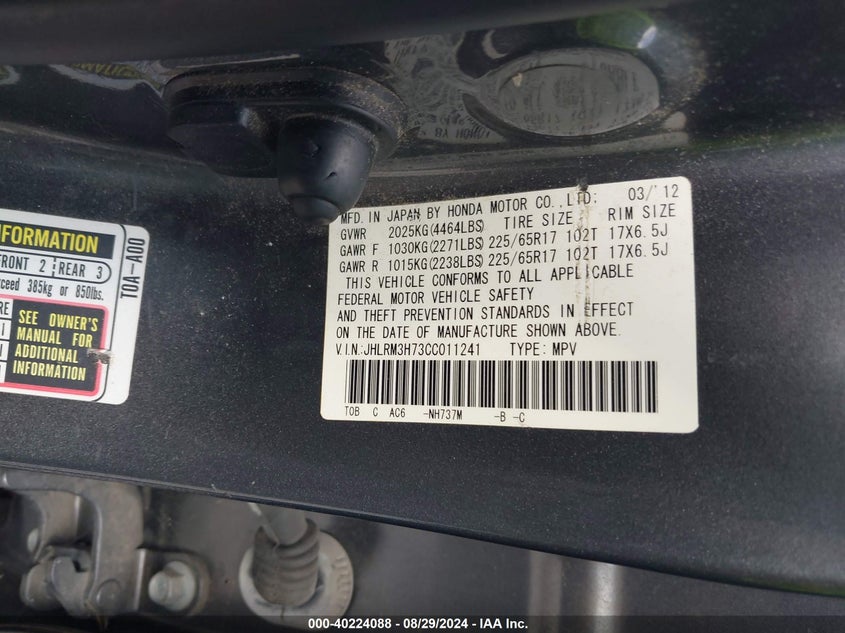 MFD. IN JAPAN BY HONDA MOTOR CO., LTD: 03/'12
GVWR 2025KG(4464LBS) TIRE SIZE RIM SIZE
GAWR F 1030KG(2271LBS) 225/65R17 102T 17X6.5J
GAWR R 1015KG(2238LBS) 225/65R17 102T 17X6.5J
THIS VEHICLE CONFORMS TO ALL APPLICABLE
FEDERAL MOTOR VEHICLE SAFETY
AND THEFT PREVENTION STANDARDS IN EFFECT
ON THE DATE OF MANUFACTURE SHOWN ABOVE.
V.I.N.:JHLRM3H73CC011241 TYPE: MPV
TOB C AC6 -NH737M -B -C
INFORMATION
FRONT 2 REAR 3
385kg or 850lbs.
SEE OWNER'S
MANUAL FOR
ADDITIONAL
INFORMATION
TOA-A00
000-40224088 - 08/29/2024 - IAA Inc.